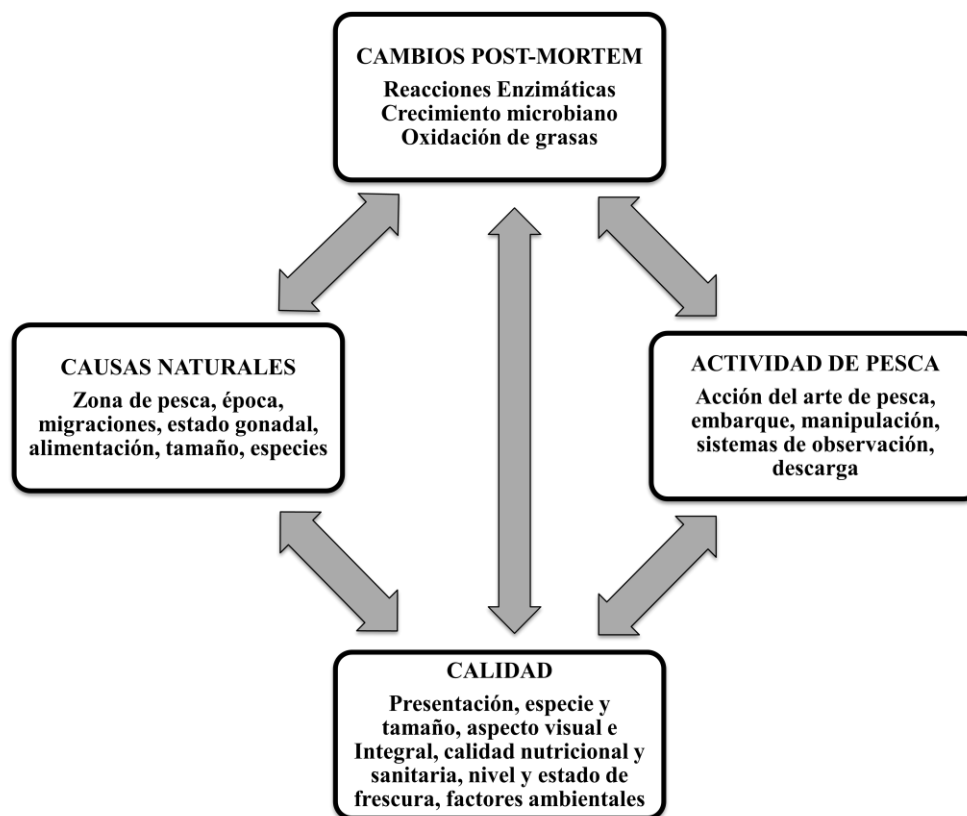 CAMBIOS POST-MORTEM
Reacciones Enzimáticas
Crecimiento microbiano
Oxidación de grasas
CAUSAS NATURALES
Zona de pesca, época,
migraciones, estado gonadal,
alimentación, tamaño, especies
ACTIVIDAD DE PESCA
Acción del arte de pesca,
embarque, manipulación,
sistemas de observación,
descarga
CALIDAD
Presentación, especie y
tamaño, aspecto visual e
Integral, calidad nutricional y
sanitaria, nivel y estado de
frescura, factores ambientales